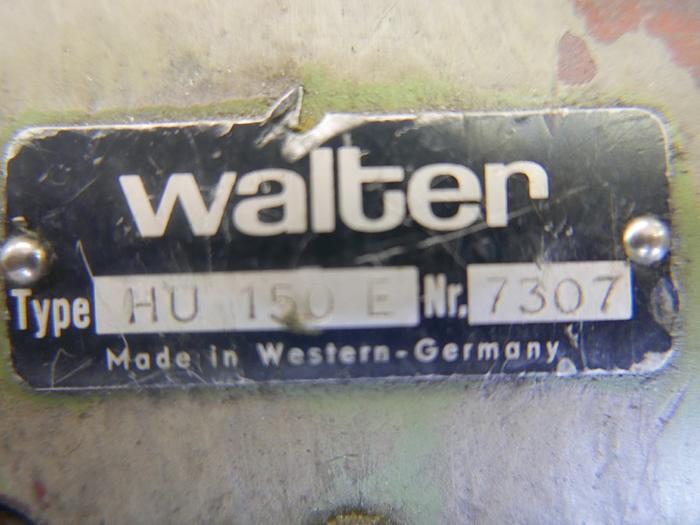 walter
Type HU 150 E Nr. 7307
Made in Western-Germany